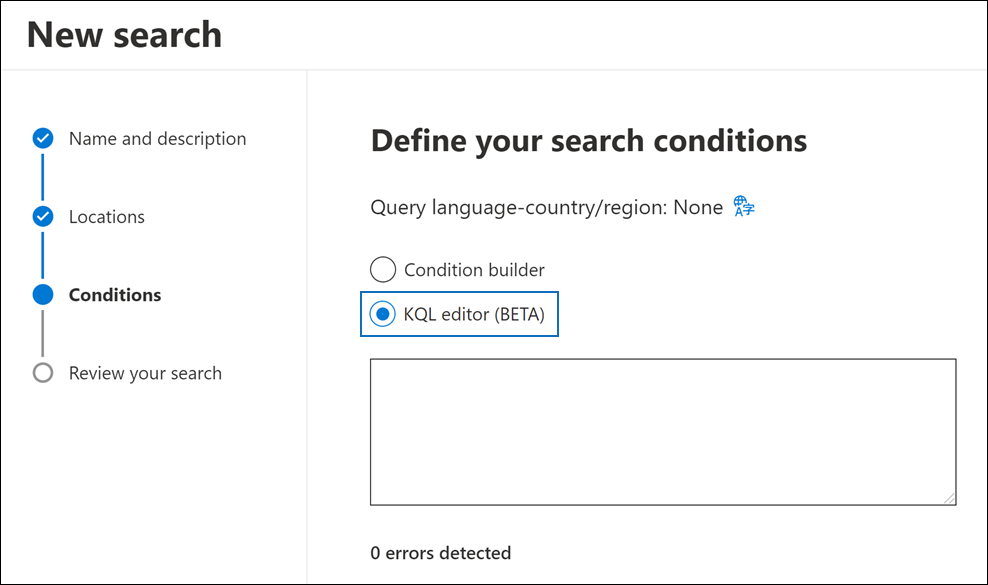 New search
Name and description
Locations
Conditions
Review your search
Define your search conditions
Query language-country/region: None
Condition builder
KQL editor (BETA)
0 errors detected